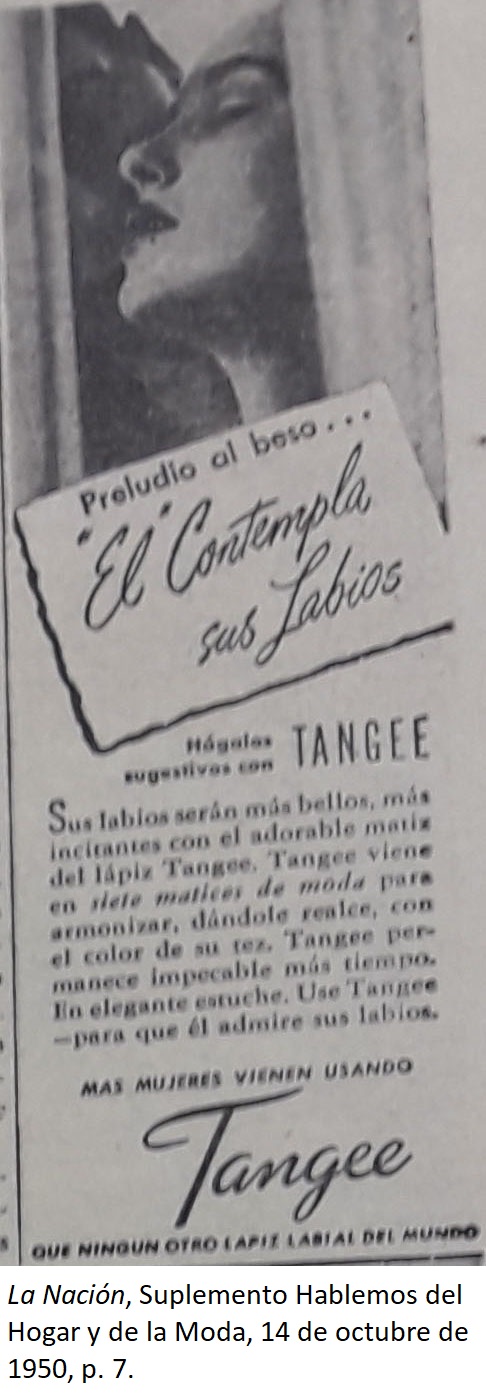 Preludio al beso...
"El" Contempla
sus Labios
Hágalos
sugestivos con
TANGEE
Sus labios serán más bellos, más
incitantes con el adorable matiz
del lápiz Tangee. Tangee viene
en siete matices de moda para
armonizar, dándole realce, con
el color de su tez. Tangee per-
manece impecable más tiempo.
En elegante estuche. Use Tangee
—para que él admire sus labios.
MAS MUJERES VIENEN USANDO
Tangee
QUE NINGUN OTRO LAPIZ LABIAL DEL MUNDO
La Nación, Suplemento Hablemos del
Hogar y de la Moda, 14 de octubre de
1950, p. 7.